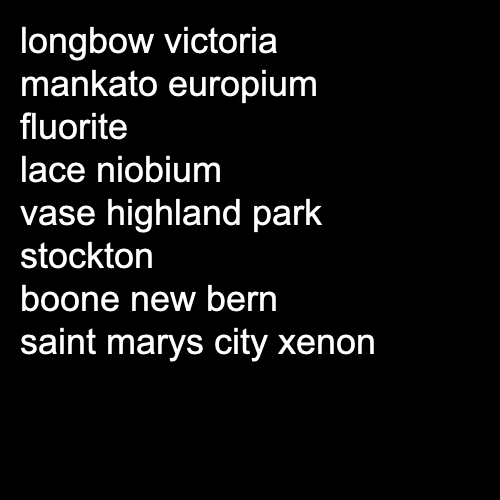 longbow victoria
mankato europium
fluorite
lace niobium
vase highland park
stockton
boone new bern
saint marys city xenon